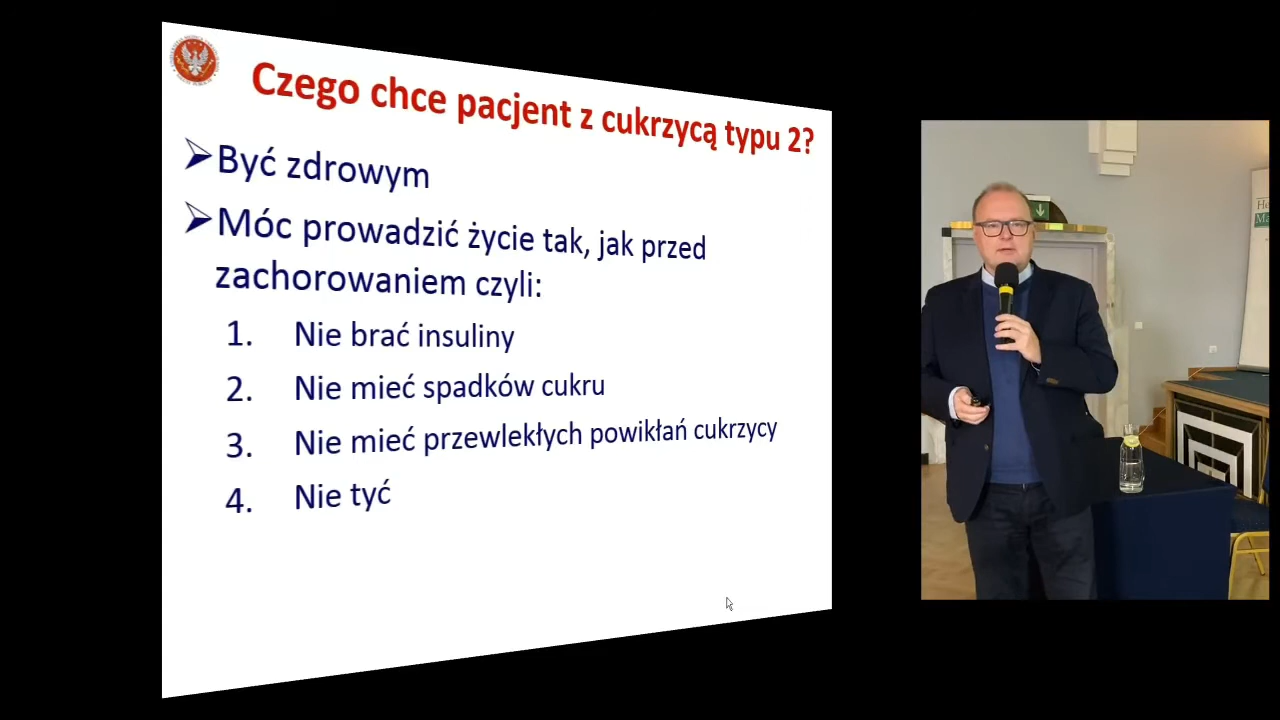 Czego chce pacjent z cukrzycą typu 2?
➢Być zdrowym
➢Móc prowadzić życie tak, jak przed
zachorowaniem czyli:
1. Nie brać insuliny
2. Nie mieć spadków cukru
3. Nie mieć przewlekłych powikłań cukrzycy
4. Nie tyć